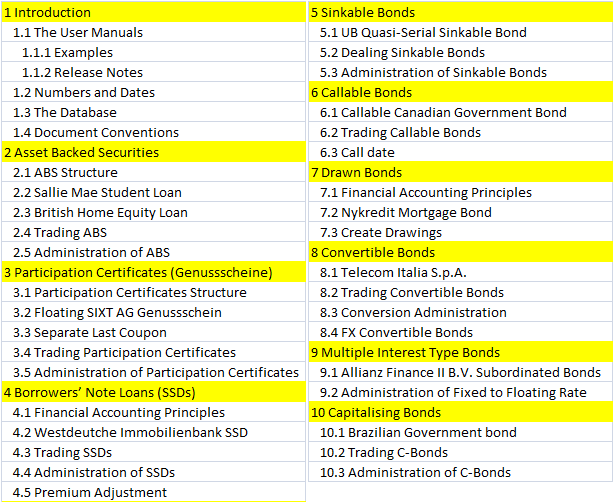 1 Introduction
1.1 The User Manuals
1.1.1 Examples
1.1.2 Release Notes
1.2 Numbers and Dates
1.3 The Database
1.4 Document Conventions
2 Asset Backed Securities
2.1 ABS Structure
2.2 Sallie Mae Student Loan
2.3 British Home Equity Loan
2.4 Trading ABS
2.5 Administration of ABS
3 Participation Certificates (Genussscheine)
3.1 Participation Certificates Structure
3.2 Floating SIXT AG Genussschein
3.3 Separate Last Coupon
3.4 Trading Participation Certificates
3.5 Administration of Participation Certificates
4 Borrowers’ Note Loans (SSDs)
4.1 Financial Accounting Principles
4.2 Westdeutche Immobilienbank SSD
4.3 Trading SSDs
4.4 Administration of SSDs
4.5 Premium Adjustment
5 Sinkable Bonds
5.1 UB Quasi-Serial Sinkable Bond
5.2 Dealing Sinkable Bonds
5.3 Administration of Sinkable Bonds
6 Callable Bonds
6.1 Callable Canadian Government Bond
6.2 Trading Callable Bonds
6.3 Call date
7 Drawn Bonds
7.1 Financial Accounting Principles
7.2 Nykredit Mortgage Bond
7.3 Create Drawings
8 Convertible Bonds
8.1 Telecom Italia S.p.A.
8.2 Trading Convertible Bonds
8.3 Conversion Administration
8.4 FX Convertible Bonds
9 Multiple Interest Type Bonds
9.1 Allianz Finance II B.V. Subordinated Bonds
9.2 Administration of Fixed to Floating Rate
10 Capitalising Bonds
10.1 Brazilian Government bond
10.2 Trading C-Bonds
10.3 Administration of C-Bonds